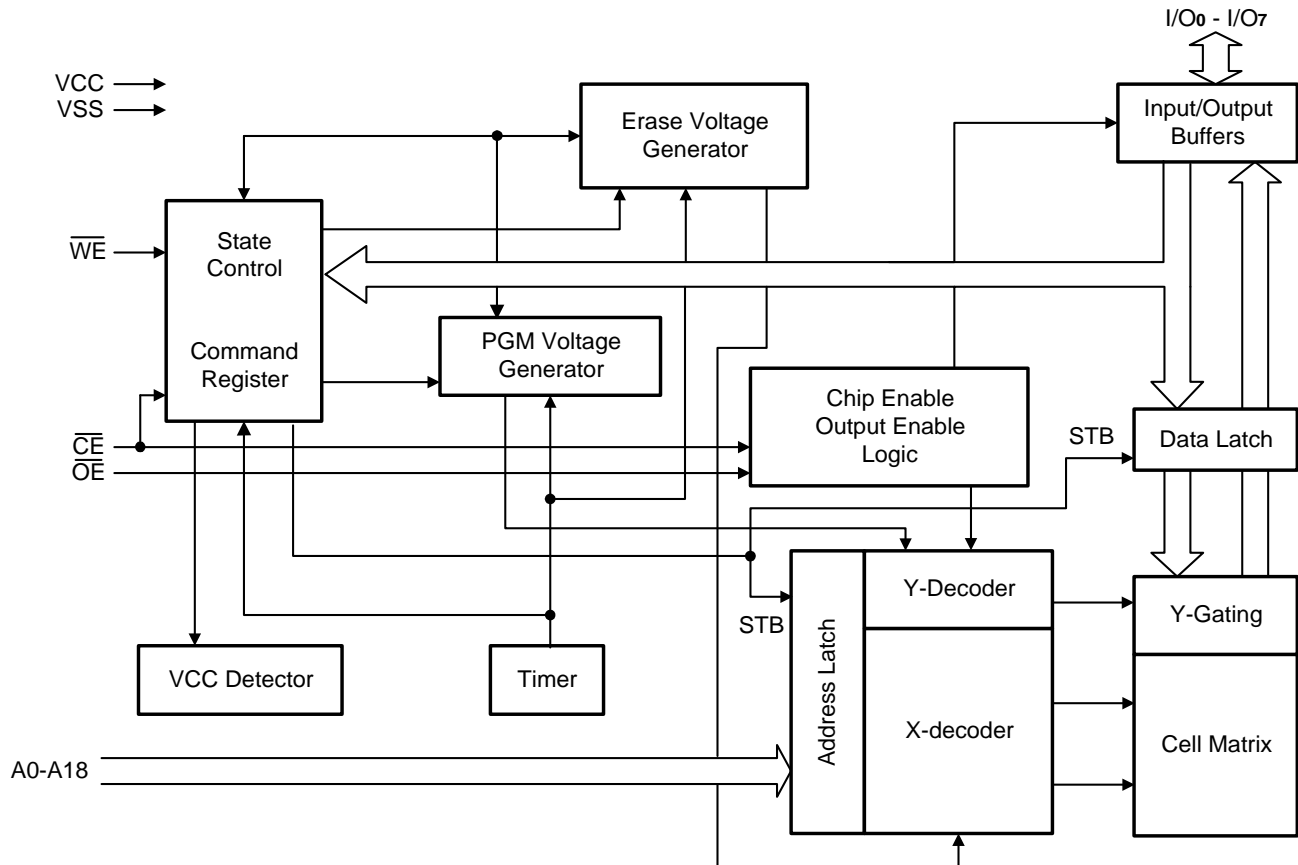 I/O0 - I/O7
VCC
VSS
Erase Voltage
Generator
Input/Output
Buffers
WE
State
Control
PGM Voltage
Generator
Command
Register
Chip Enable
Output Enable
Logic
CE
OE
STB
Data Latch
Y-Decoder
Y-Gating
STB
VCC Detector
Timer
Address Latch
X-decoder
Cell Matrix
A0-A18